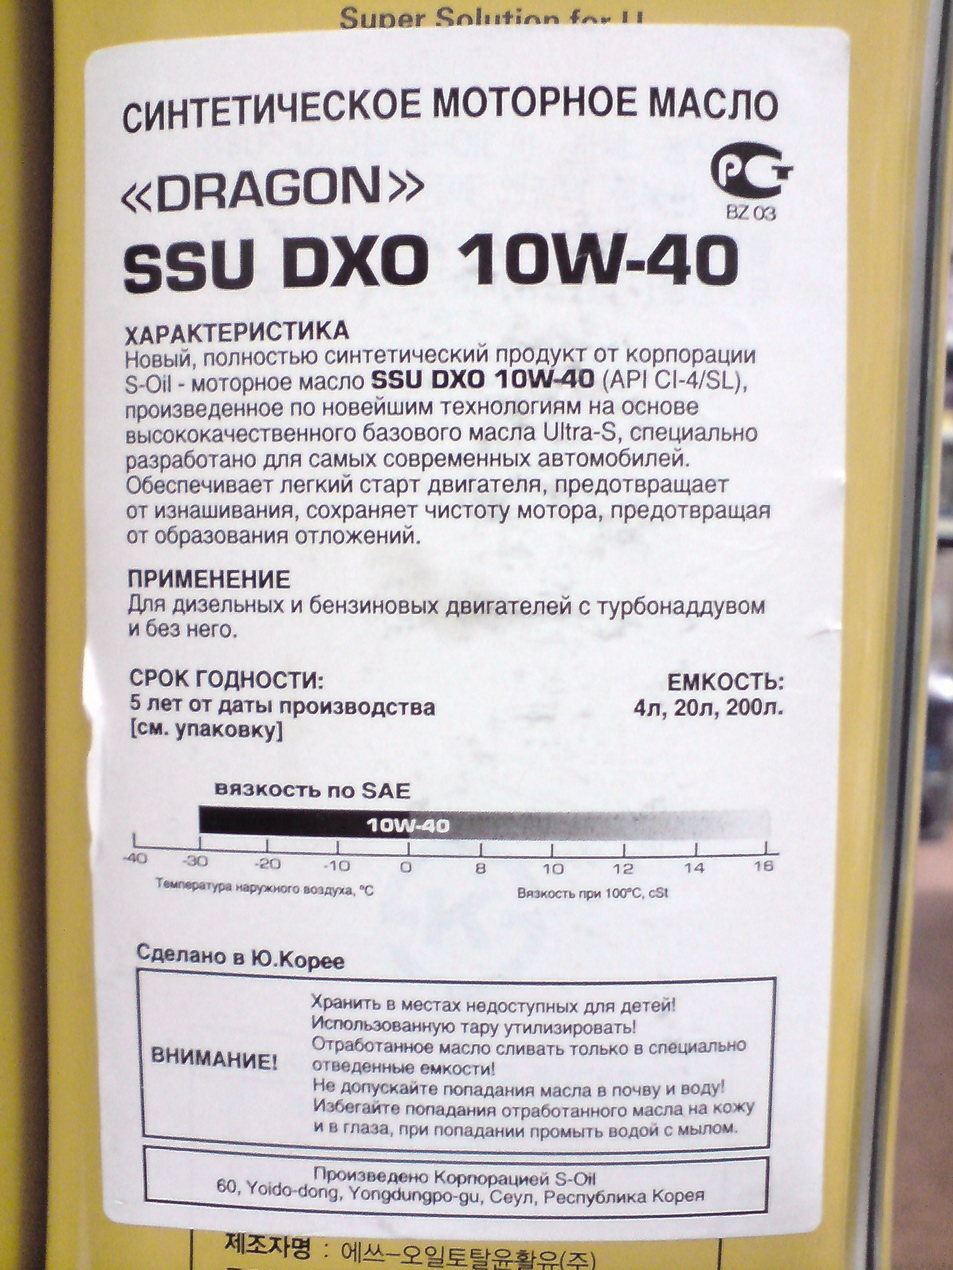 Super Solution for U
СИНТЕТИЧЕСКОЕ МОТОРНОЕ МАСЛО
«DRAGON»
РСТ
BZ 03
SSU DXO 10W-40
ХАРАКТЕРИСТИКА
Новый, полностью синтетический продукт от корпорации
S-Oil - моторное масло SSU DXO 10W-40 (API CI-4/SL),
произведенное по новейшим технологиям на основе
высококачественного базового масла Ultra-S, специально
разработано для самых современных автомобилей.
Обеспечивает легкий старт двигателя, предотвращает
от изнашивания, сохраняет чистоту мотора, предотвращая
от образования отложений.
ПРИМЕНЕНИЕ
Для дизельных и бензиновых двигателей с турбонаддувом
и без него.
СРОК ГОДНОСТИ:
5 лет от даты производства
[см. упаковку]
ЕМКОСТЬ:
4л, 20л, 200л.
вязкость по SAE
10W-40
-40 -30 -20 -10 0 8 10 12 14 16
Температура наружного воздуха, °C Вязкость при 100°C, cSt
Сделано в Ю.Корее
ВНИМАНИЕ!
Хранить в местах недоступных для детей!
Использованную тару утилизировать!
Отработанное масло сливать только в специально
отведенные емкости!
Не допускайте попадания масла в почву и воду!
Избегайте попадания отработанного масла на кожу
и в глаза, при попадании промыть водой с мылом.
Произведено Корпорацией S-Oil
60, Yoido-dong, Yongdungpo-gu, Сеул, Республика Корея
제조자명 : 에쓰-오일토탈윤활유(주)